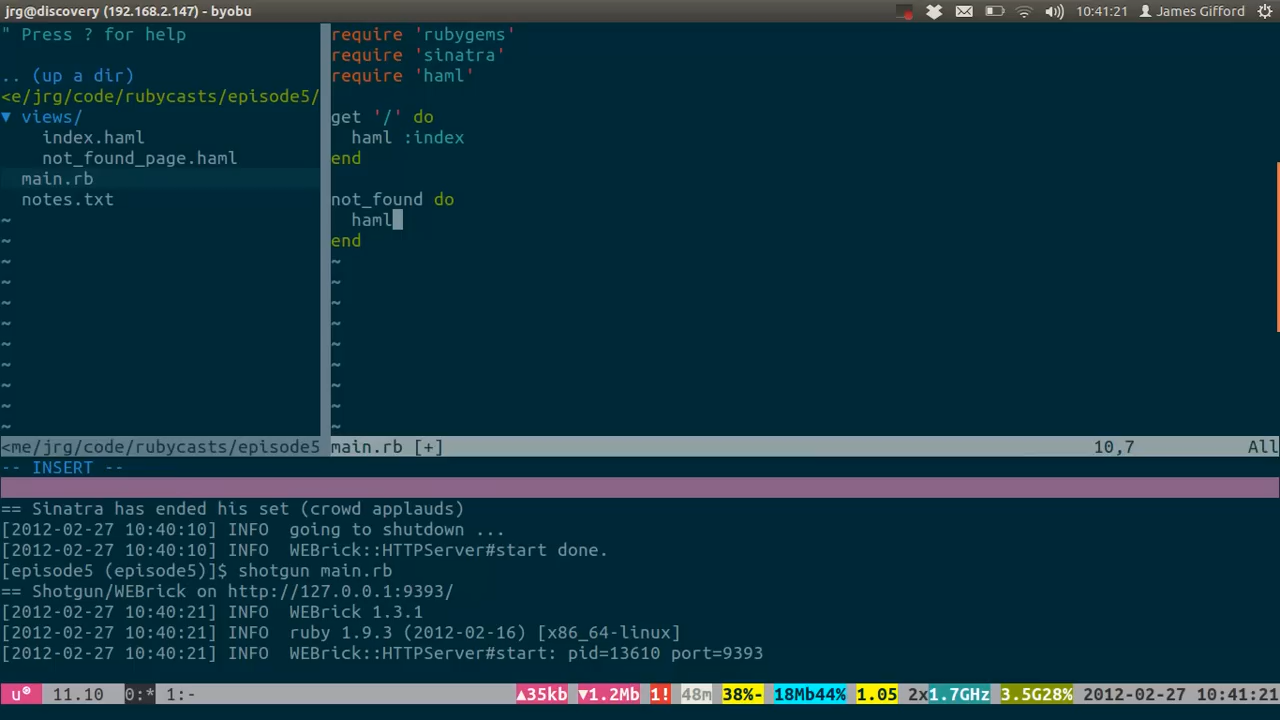 jrg@discovery (192.168.2.147) - byobu
10:41:21
James Gifford
" Press ? for help
.. (up a dir)
<e/jrg/code/rubycasts/episode5/
▼ views/
index.haml
not_found_page.haml
main.rb
notes.txt
~
~
~
~
~
~
~
~
~
~
~
<me/jrg/code/rubycasts/episode5
require 'rubygems'
require 'sinatra'
require 'haml'
get '/' do
haml :index
end
not_found do
haml
end
~
~
~
~
~
~
~
~
~
main.rb [+] 10,7 All
-- INSERT --
== Sinatra has ended his set (crowd applauds)
[2012-02-27 10:40:10] INFO going to shutdown ...
[2012-02-27 10:40:10] INFO WEBrick::HTTPServer#start done.
[episode5 (episode5)]$ shotgun main.rb
== Shotgun/WEBrick on http://127.0.0.1:9393/
[2012-02-27 10:40:21] INFO WEBrick 1.3.1
[2012-02-27 10:40:21] INFO ruby 1.9.3 (2012-02-16) [x86_64-linux]
[2012-02-27 10:40:21] INFO WEBrick::HTTPServer#start: pid=13610 port=9393
u® 11.10 0:* 1:- ▲35kb ▼1.2Mb 1! 48m 38%- 18Mb44% 1.05 2x1.7GHz 3.5G28% 2012-02-27 10:41:21